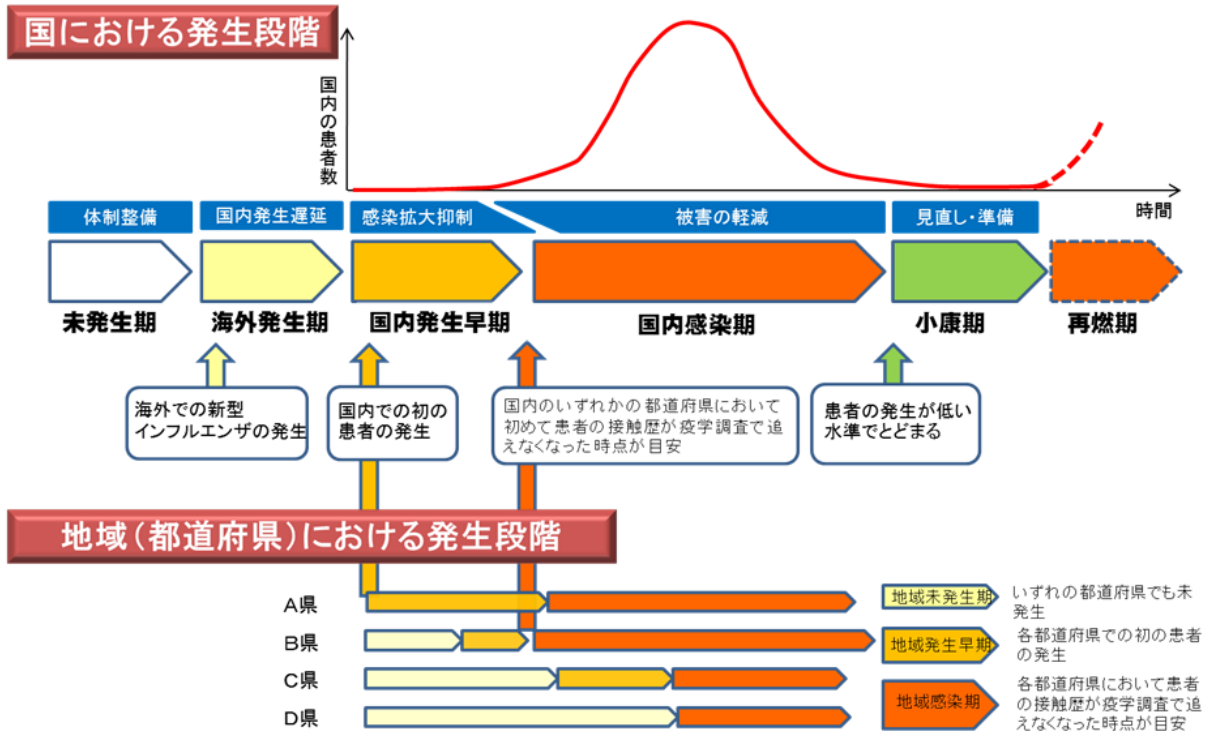 国における発生段階
国内の患者数
時間
体制整備
国内発生遅延
感染拡大抑制
被害の軽減
見直し・準備
未発生期
海外発生期
国内発生早期
国内感染期
小康期
再燃期
海外での新型
インフルエンザの発生
国内での初の
患者の発生
国内のいずれかの都道府県において
初めて患者の接触歴が疫学調査で追
えなくなった時点が目安
患者の発生が低い
水準でとどまる
地域(都道府県)における発生段階
A県
B県
C県
D県
地域未発生期
いずれの都道府県でも未
発生
地域発生早期
各都道府県での初の患者
の発生
地域感染期
各都道府県において患者
の接触歴が疫学調査で追
えなくなった時点が目安